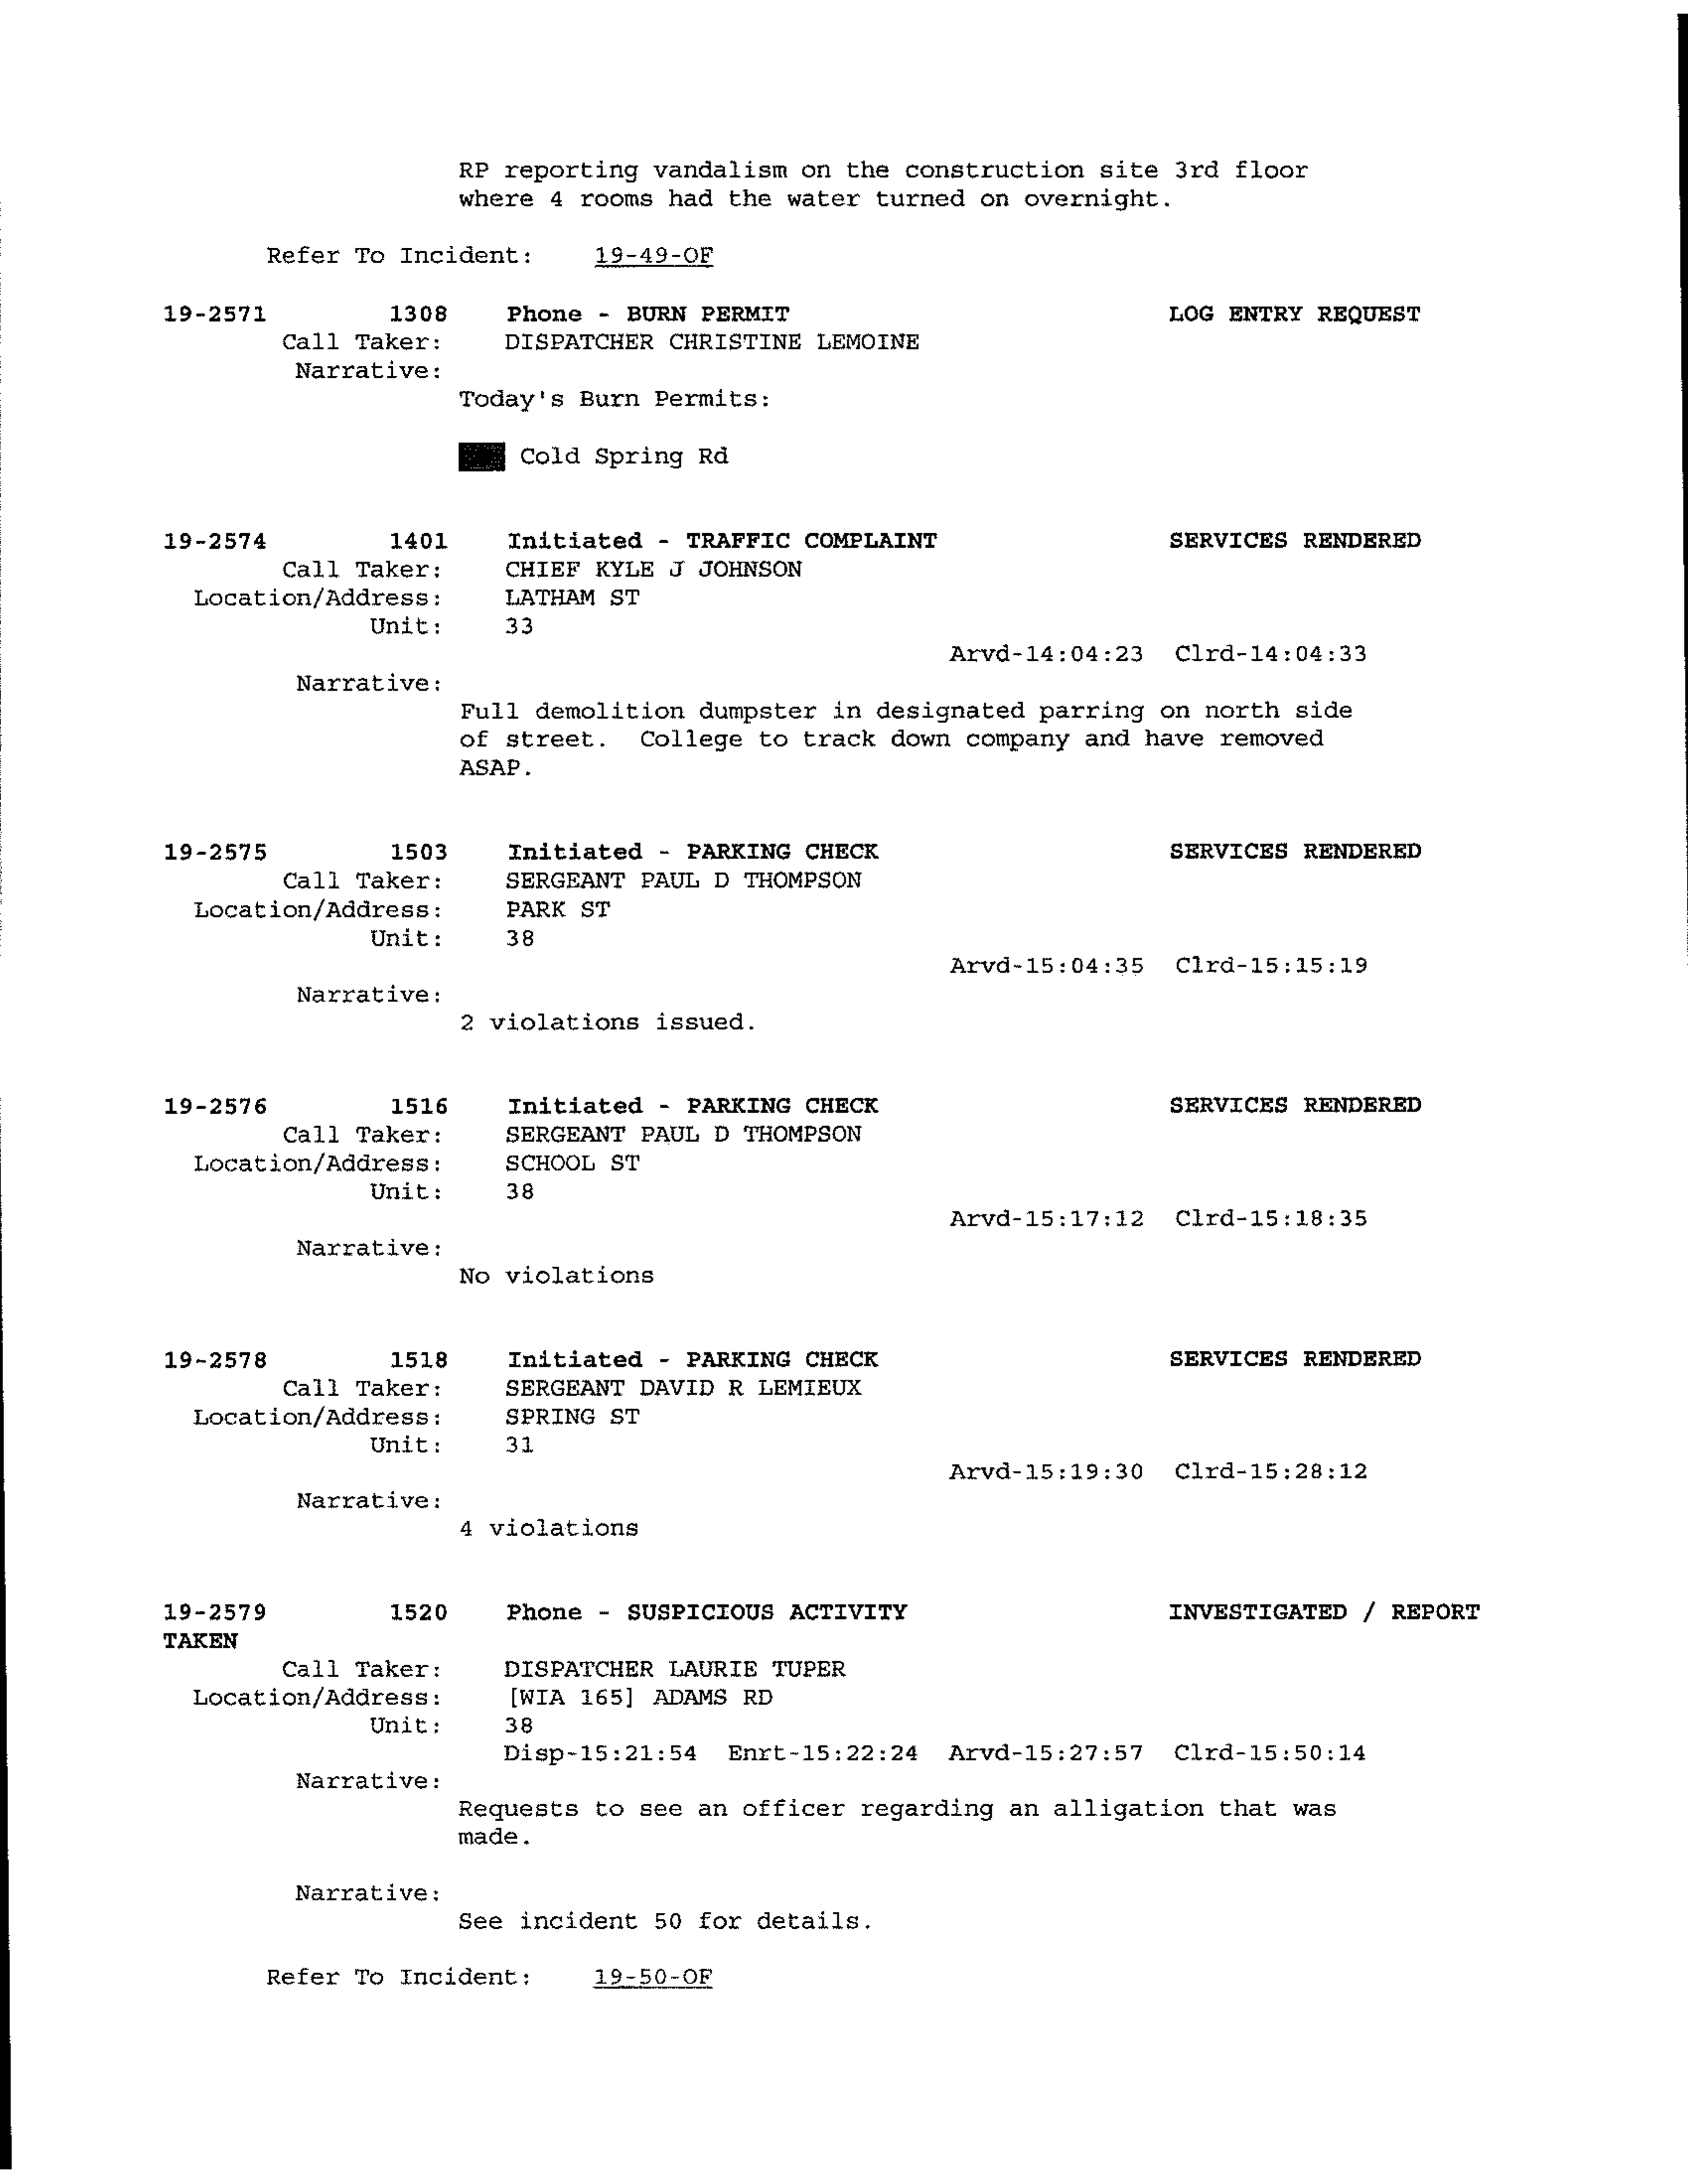 RP reporting vandalism on the construction site 3rd floor
where 4 rooms had the water turned on overnight.
Refer To Incident: 19-49-OF
19-2571 1308 Phone - BURN PERMIT LOG ENTRY REQUEST
Call Taker: DISPATCHER CHRISTINE LEMOINE
Narrative:
Today's Burn Permits:
Cold Spring Rd
19-2574 1401 Initiated - TRAFFIC COMPLAINT SERVICES RENDERED
Call Taker: CHIEF KYLE J JOHNSON
Location/Address: LATHAM ST
Unit: 33
Arvd-14:04:23 Clrd-14:04:33
Narrative:
Full demolition dumpster in designated parring on north side
of street. College to track down company and have removed
ASAP.
19-2575 1503 Initiated - PARKING CHECK SERVICES RENDERED
Call Taker: SERGEANT PAUL D THOMPSON
Location/Address: PARK ST
Unit: 38
Arvd-15:04:35 Clrd-15:15:19
Narrative:
2 violations issued.
19-2576 1516 Initiated - PARKING CHECK SERVICES RENDERED
Call Taker: SERGEANT PAUL D THOMPSON
Location/Address: SCHOOL ST
Unit: 38
Arvd-15:17:12 Clrd-15:18:35
Narrative:
No violations
19-2578 1518 Initiated - PARKING CHECK SERVICES RENDERED
Call Taker: SERGEANT DAVID R LEMIEUX
Location/Address: SPRING ST
Unit: 31
Arvd-15:19:30 Clrd-15:28:12
Narrative:
4 violations
19-2579 1520 Phone - SUSPICIOUS ACTIVITY INVESTIGATED / REPORT
TAKEN
Call Taker: DISPATCHER LAURIE TUPER
Location/Address: [WIA 165] ADAMS RD
Unit: 38
Disp-15:21:54 Enrt-15:22:24 Arvd-15:27:57 Clrd-15:50:14
Narrative:
Requests to see an officer regarding an alligation that was
made.
Narrative:
See incident 50 for details.
Refer To Incident: 19-50-OF